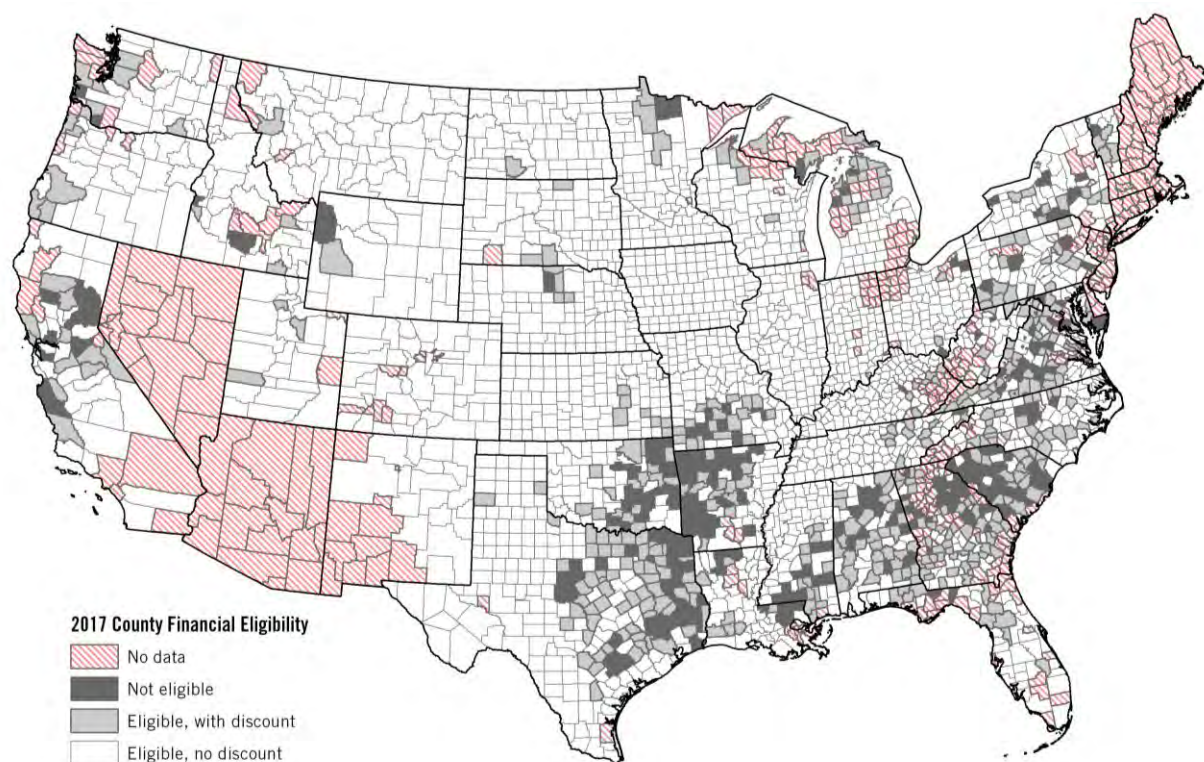 2017 County Financial Eligibility
No data
Not eligible
Eligible, with discount
Eligible, no discount